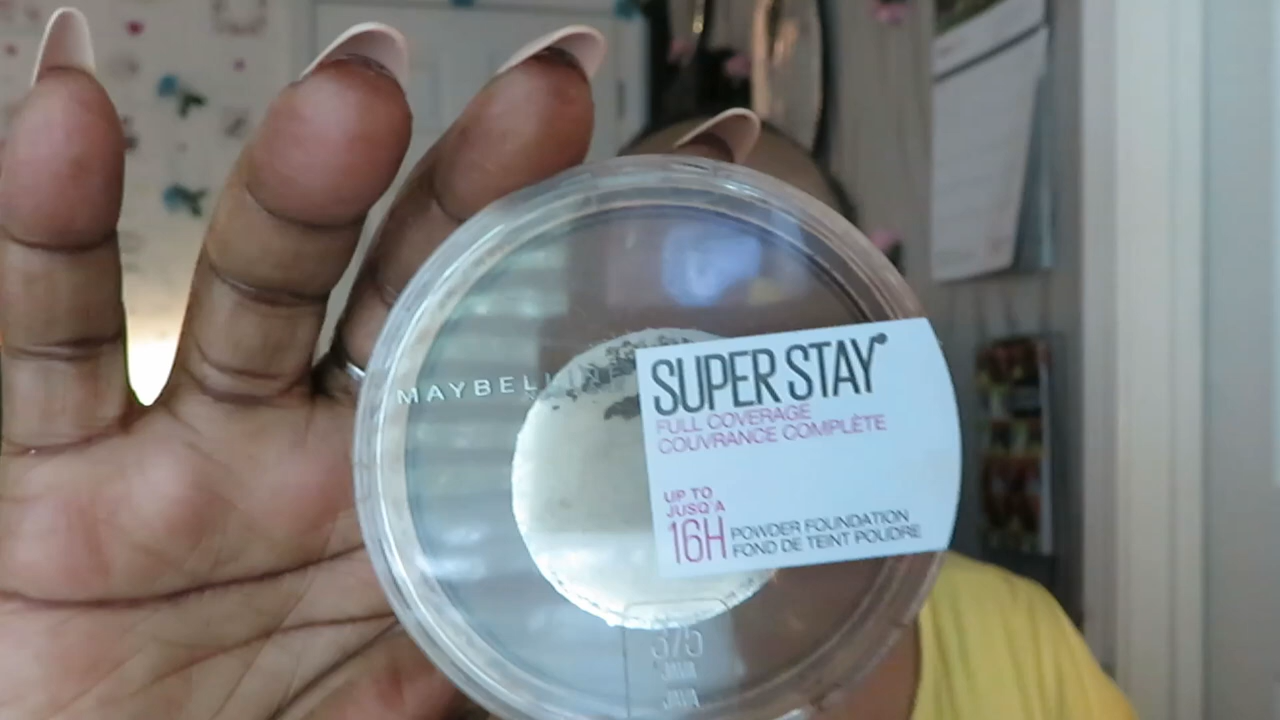 MAYBELL
SUPER STAY
FULL COVERAGE
COUVRANCE COMPLÈTE
UP TO
JUSQ'A
16H
POWDER FOUNDATION
FOND DE TEINT POUDRE
375
JAVA
JAVA